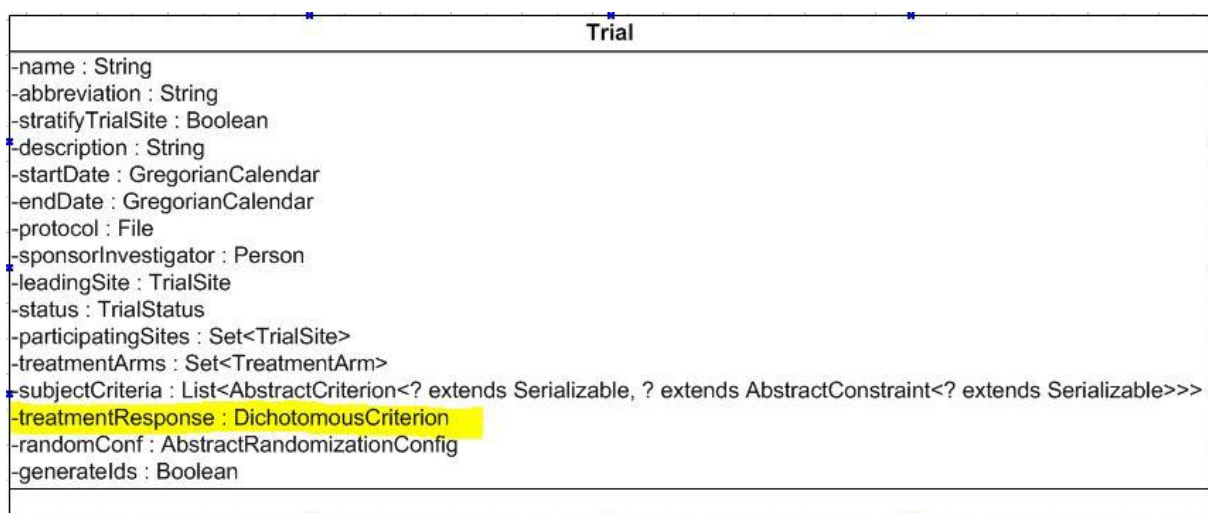 Trial
-name : String
-abbreviation : String
-stratifyTrialSite : Boolean
-description : String
-startDate : GregorianCalendar
-endDate : GregorianCalendar
-protocol : File
-sponsorInvestigator : Person
-leadingSite : TrialSite
-status : TrialStatus
-participatingSites : Set<TrialSite>
-treatmentArms : Set<TreatmentArm>
-subjectCriteria : List<AbstractCriterion<? extends Serializable, ? extends AbstractConstraint<? extends Serializable>>>
-treatmentResponse : DichotomousCriterion
-randomConf : AbstractRandomizationConfig
-generateIds : Boolean